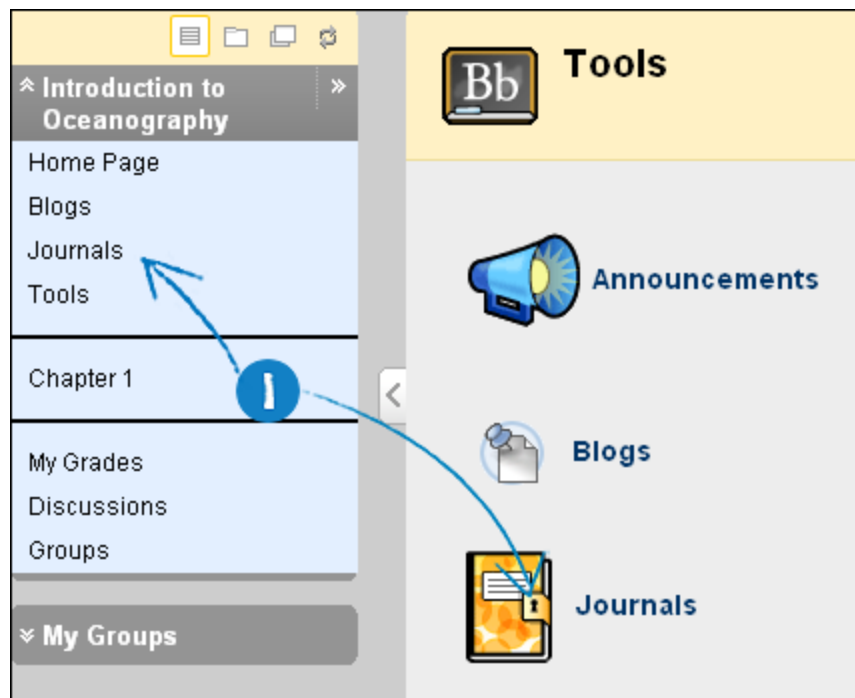 Introduction to
Oceanography
Home Page
Blogs
Journals
Tools
Chapter 1
1
My Grades
Discussions
Groups
My Groups
Bb
Tools
Announcements
Blogs
Journals